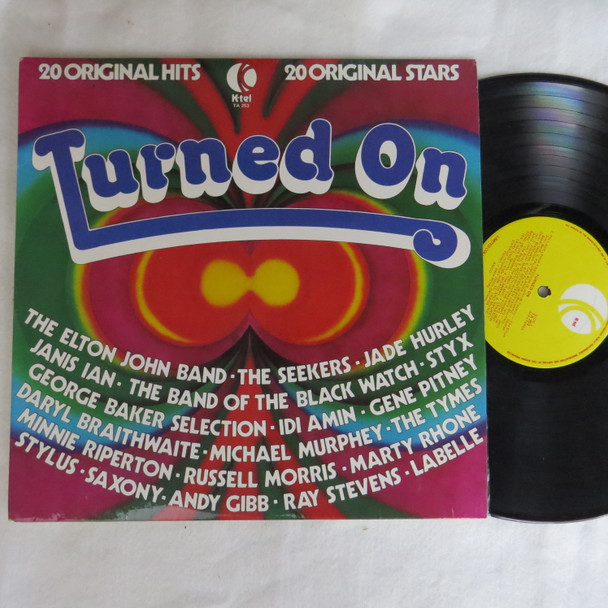 20 ORIGINAL HITS
K-tel
TA 253
20 ORIGINAL STARS
Turned On
THE ELTON JOHN BAND · THE SEEKERS · JADE HURLEY
JANIS IAN · THE BAND OF THE BLACK WATCH · STYX
GEORGE BAKER SELECTION · IDI AMIN · GENE PITNEY
DARYL BRAITHWAITE · MICHAEL MURPHEY · THE TYMES
MINNIE RIPERTON · RUSSELL MORRIS · MARTY RHONE
STYLUS · SAXONY · ANDY GIBB · RAY STEVENS · LABELLE